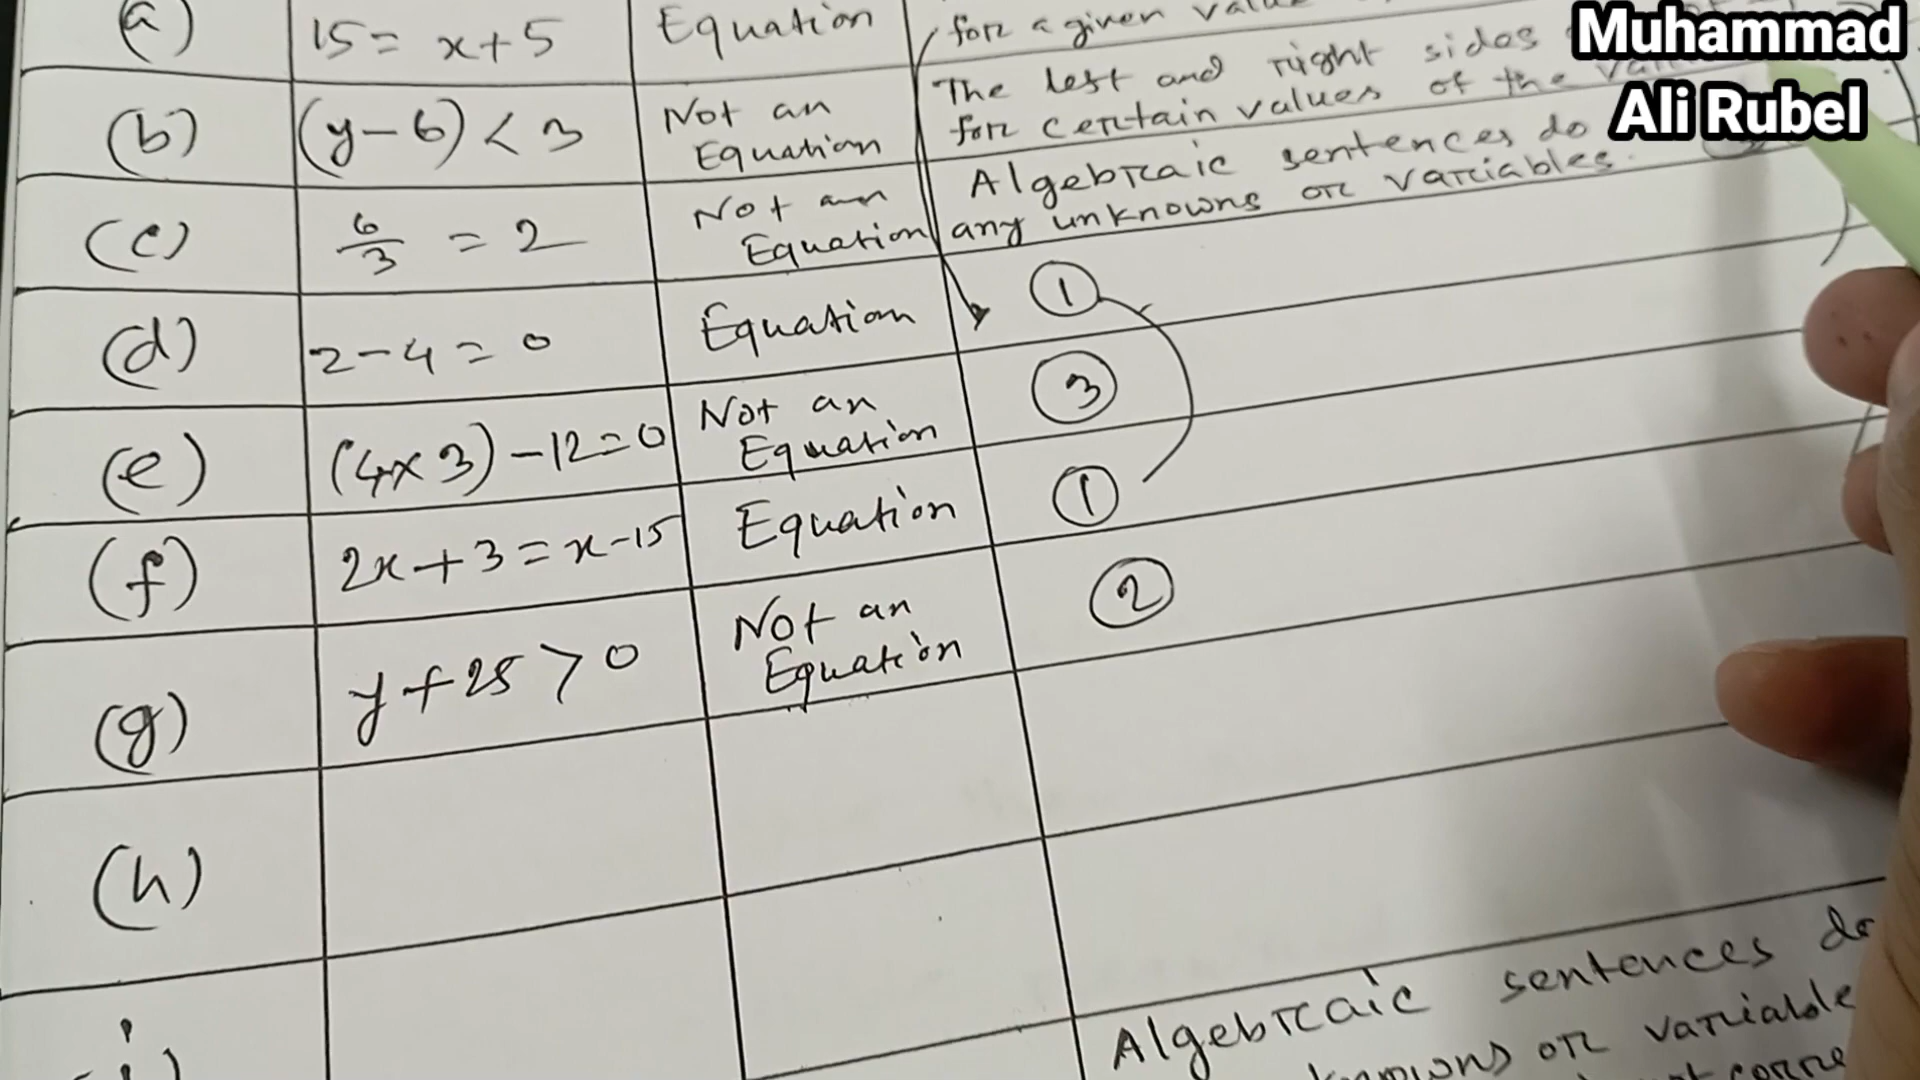 (a) 15 = x+5 Equation for a given
(b) (y-6) < 3 Not an Equation The left and right sides
for certain values of the
(c) 6/3 = 2 Not an Equation Algebraic sentences do
any unknowns or variables.
(d) 2-4=0 Equation ①
(e) (4x3)-12=0 Not an Equation ③
(f) 2x+3=x-15 Equation ①
(g) y+25>0 Not an Equation ②
(h)
Algebraic sentences do
or variable
Muhammad
Ali Rubel